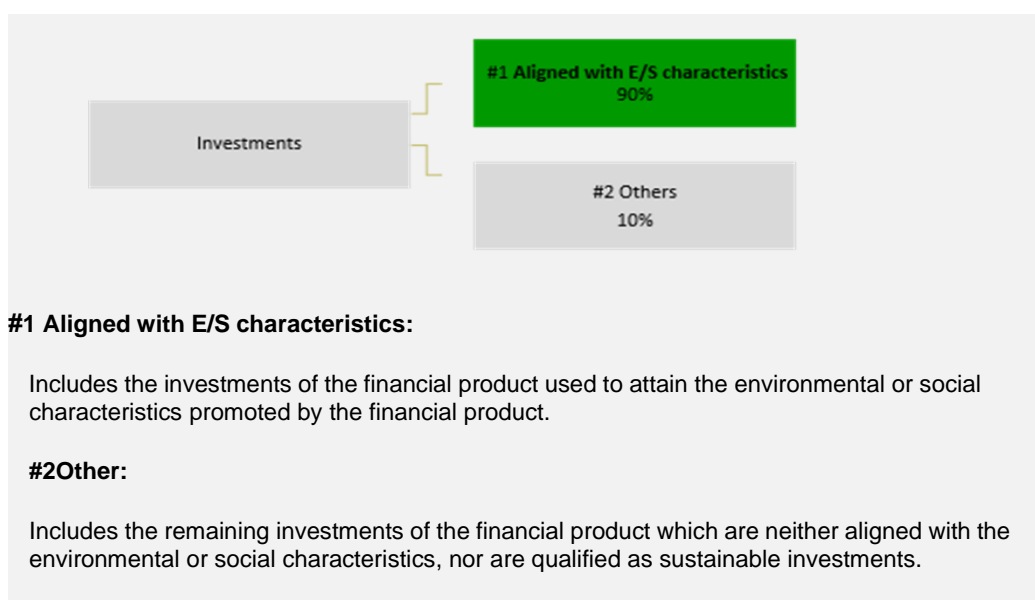 #1 Aligned with E/S characteristics
90%
Investments
#2 Others
10%
#1 Aligned with E/S characteristics:
Includes the investments of the financial product used to attain the environmental or social
characteristics promoted by the financial product.
#2Other:
Includes the remaining investments of the financial product which are neither aligned with the
environmental or social characteristics, nor are qualified as sustainable investments.